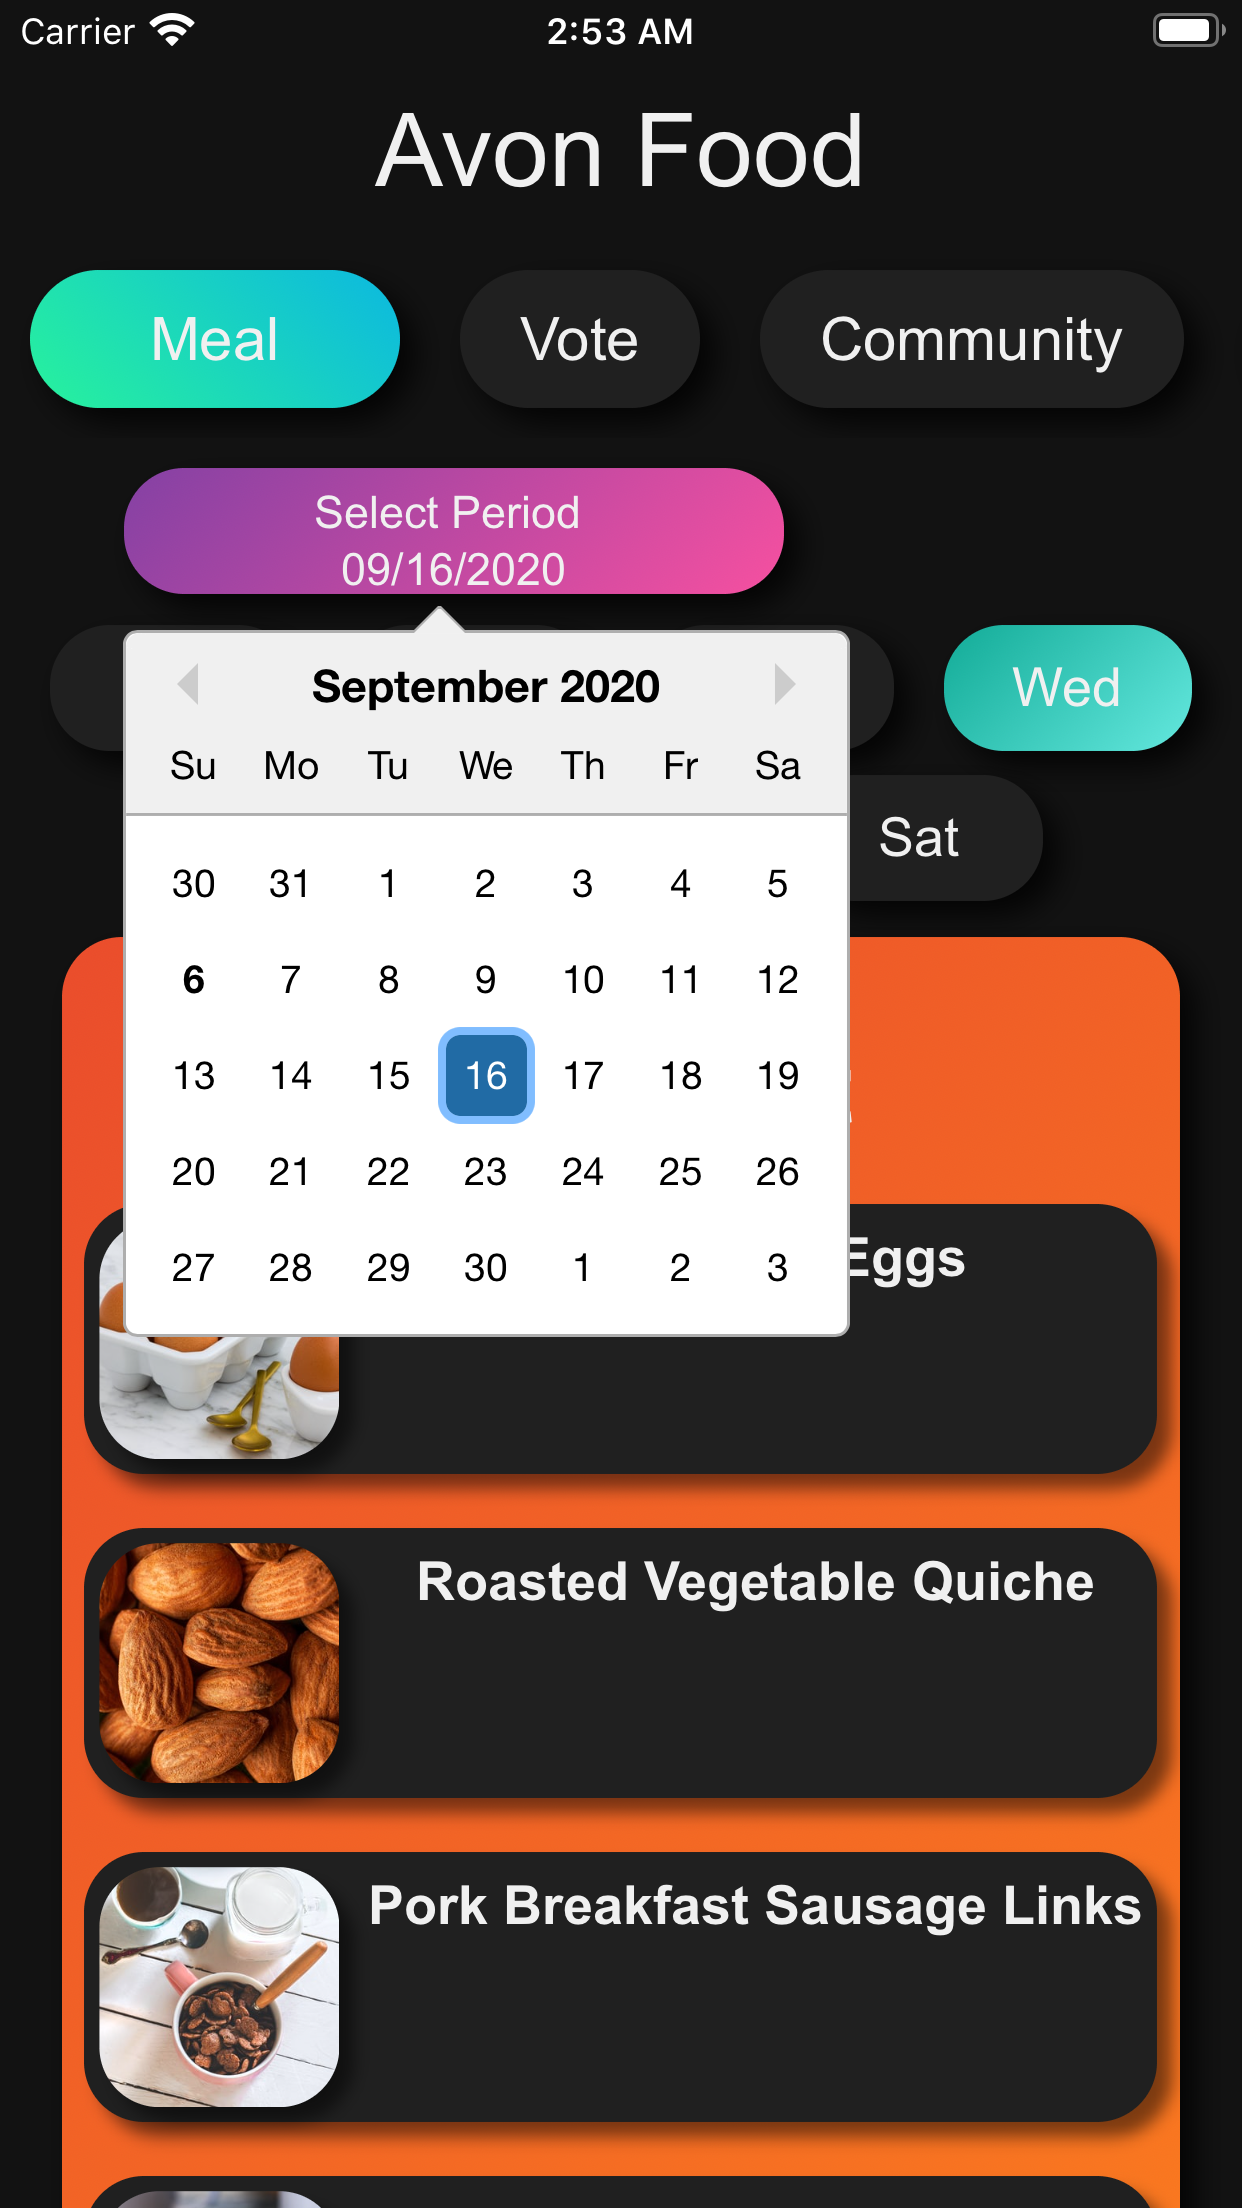 Carrier 2:53 AM
Avon Food
Meal Vote Community
Select Period
09/16/2020
September 2020
Wed
Su Mo Tu We Th Fr Sa
Sat
30 31 1 2 3 4 5
6 7 8 9 10 11 12
13 14 15 16 17 18 19
20 21 22 23 24 25 26
Eggs
27 28 29 30 1 2 3
Roasted Vegetable Quiche
Pork Breakfast Sausage Links